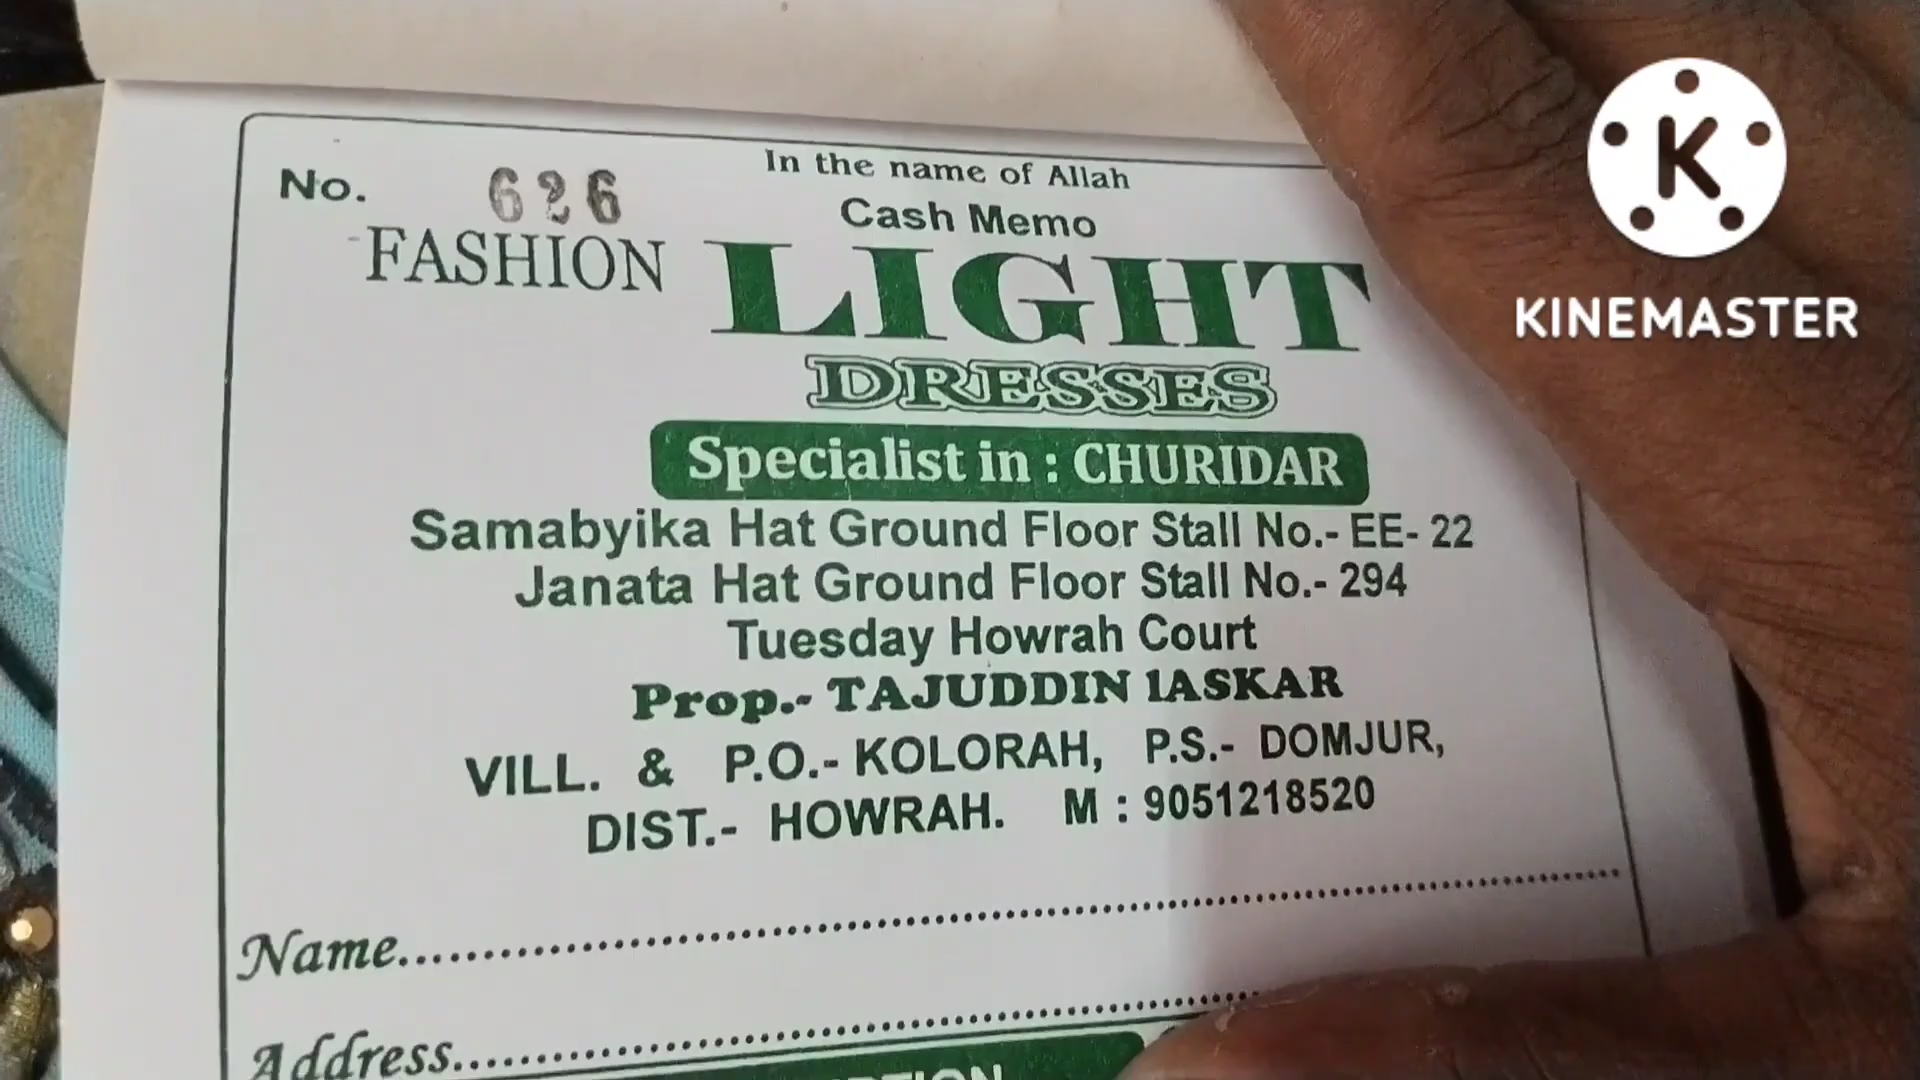 In the name of Allah
No. 626
Cash Memo
FASHION LIGHT
DRESSES
Specialist in : CHURIDAR
Samabyika Hat Ground Floor Stall No.- EE- 22
Janata Hat Ground Floor Stall No.- 294
Tuesday Howrah Court
Prop.- TAJUDDIN lASKAR
VILL. & P.O.- KOLORAH, P.S.- DOMJUR,
DIST.- HOWRAH. M : 9051218520
Name
Address
K
KINEMASTER